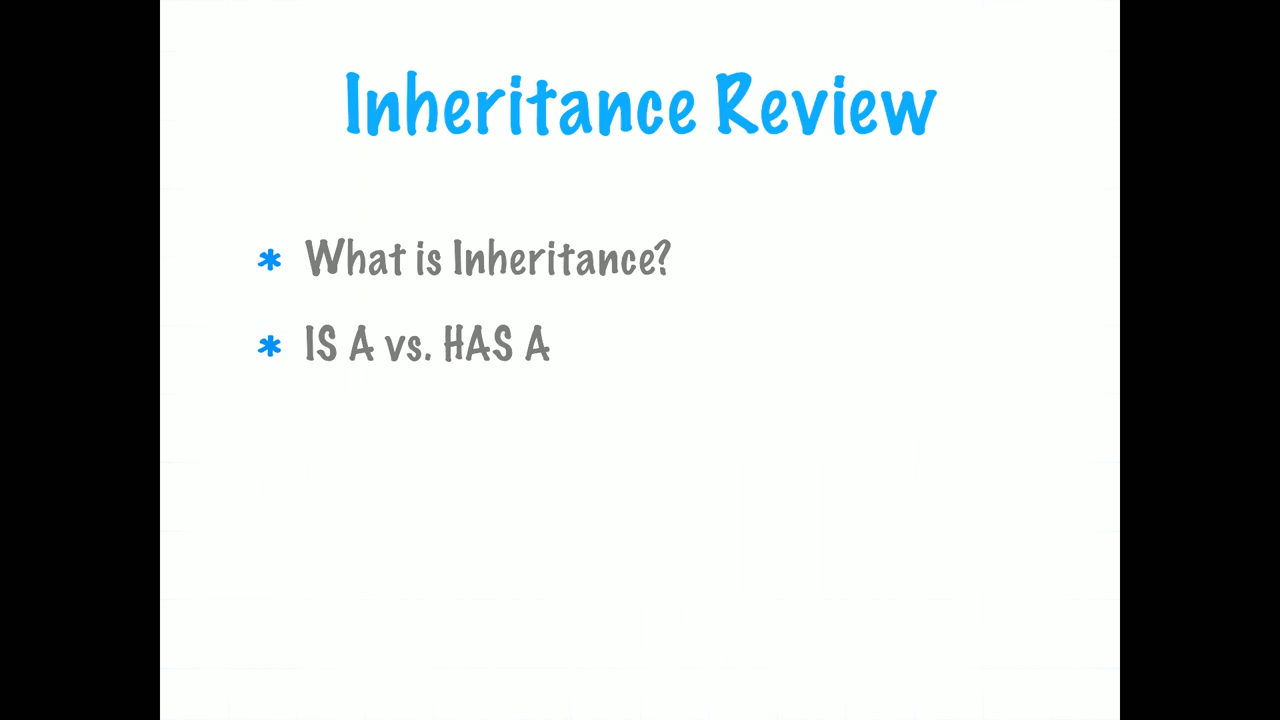 Inheritance Review
* What is Inheritance?
* IS A vs. HAS A